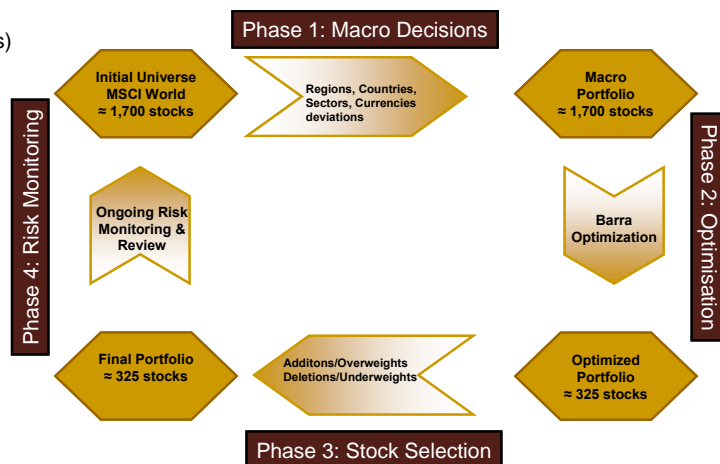 s)
Phase 1: Macro Decisions
Initial Universe
MSCI World
≈ 1,700 stocks
Regions, Countries,
Sectors, Currencies
deviations
Macro
Portfolio
≈ 1,700 stocks
Phase 2: Optimisation
Barra
Optimization
Optimized
Portfolio
≈ 325 stocks
Additons/Overweights
Deletions/Underweights
Phase 3: Stock Selection
Final Portfolio
≈ 325 stocks
Phase 4: Risk Monitoring
Ongoing Risk
Monitoring &
Review